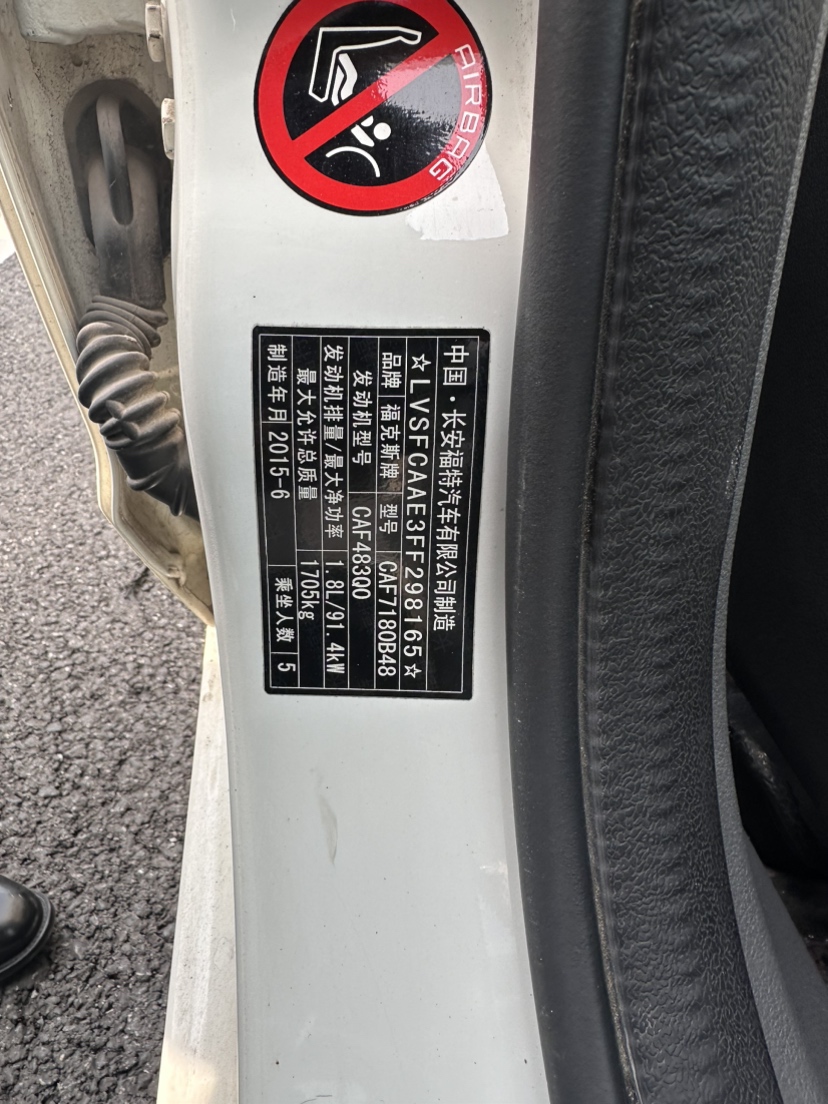 AIRBAG
中国·长安福特汽车有限公司制造
☆LVSFCAAE3FF298165☆
品牌 福克斯牌 型号 CAF7180B48
发动机型号 CAF483Q0
发动机排量/最大净功率 1.8L/91.4kW
最大允许总质量 1705kg
制造年月 2015-6 乘坐人数 5